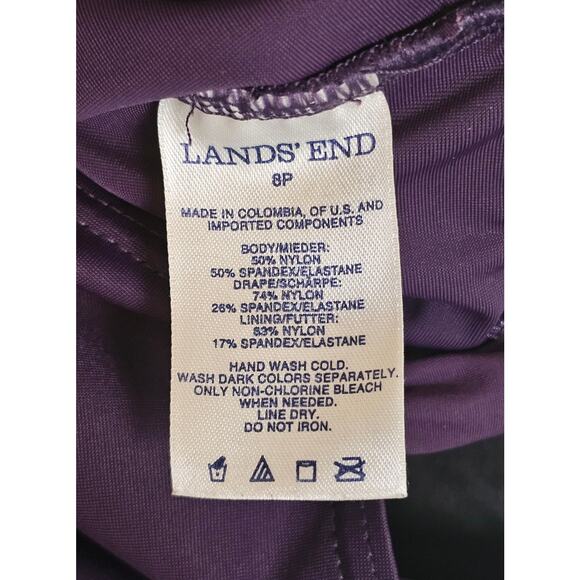 LANDS' END
8P
MADE IN COLOMBIA, OF U.S. AND
IMPORTED COMPONENTS
BODY/MIEDER:
50% NYLON
50% SPANDEX/ELASTANE
DRAPE/SCHÄRPE:
74% NYLON
26% SPANDEX/ELASTANE
LINING/FUTTER:
83% NYLON
17% SPANDEX/ELASTANE
HAND WASH COLD.
WASH DARK COLORS SEPARATELY.
ONLY NON-CHLORINE BLEACH
WHEN NEEDED.
LINE DRY.
DO NOT IRON.